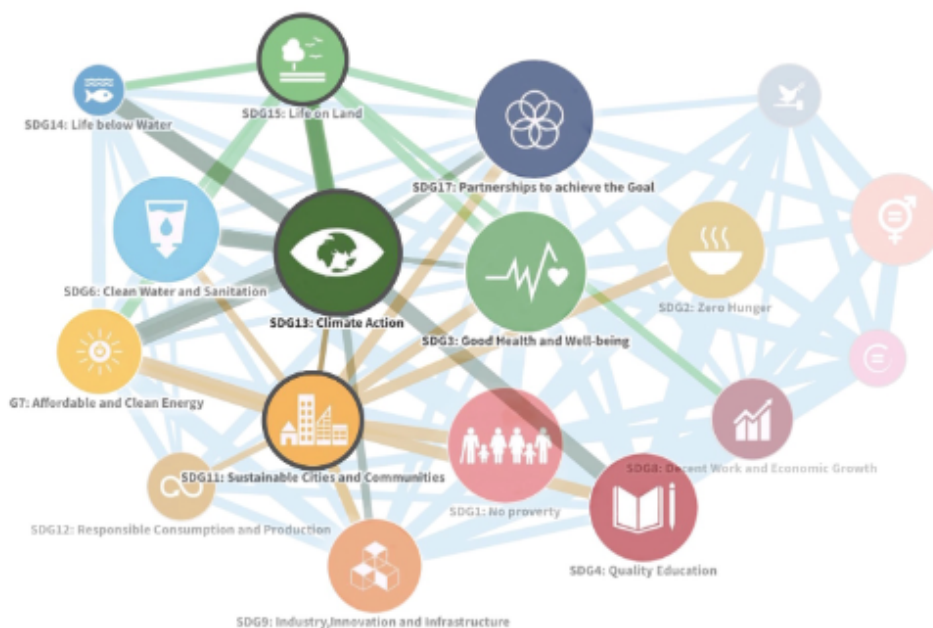 SDG14: Life below Water
SDG15: Life on Land
SDG17: Partnerships to achieve the Goal
SDG6: Clean Water and Sanitation
SDG2: Zero Hunger
SDG13: Climate Action
SDG3: Good Health and Well-being
G7: Affordable and Clean Energy
SDG8: Decent Work and Economic Growth
SDG11: Sustainable Cities and Communities
SDG1: No proverty
SDG12: Responsible Consumption and Production
SDG4: Quality Education
SDG9: Industry,Innovation and Infrastructure